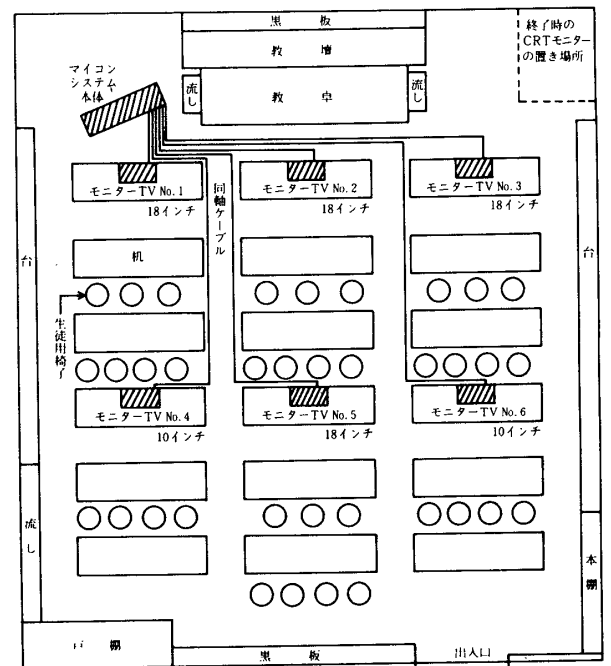 黒板
教壇
教卓
流し
流し
終了時の
CRTモニター
の置き場所
マイコン
システム
本体
モニターTV No.1
18インチ
モニターTV No.2
18インチ
モニターTV No.3
18インチ
同軸ケーブル
台
机
台
生徒用椅子
モニターTV No.4
10インチ
モニターTV No.5
18インチ
モニターTV No.6
10インチ
流し
本棚
戸棚
黒板
出入口